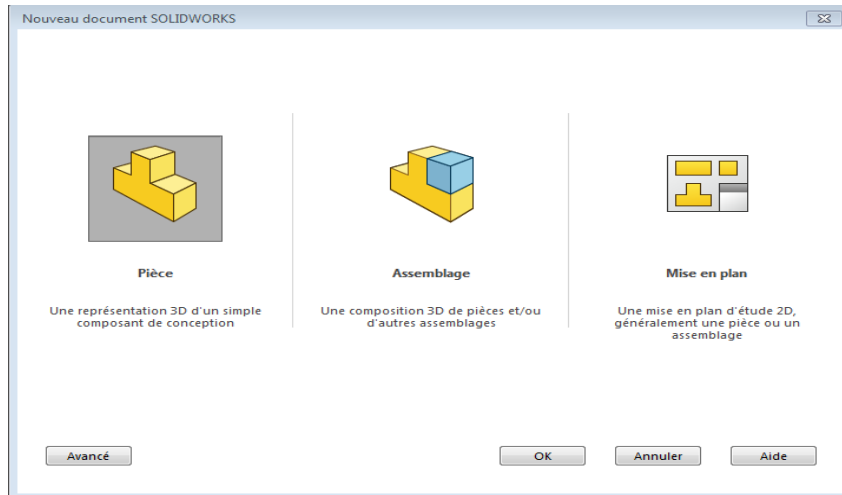 Nouveau document SOLIDWORKS
Pièce
Une représentation 3D d'un simple
composant de conception
Assemblage
Une composition 3D de pièces et/ou
d'autres assemblages
Mise en plan
Une mise en plan d'étude 2D,
généralement une pièce ou un
assemblage
Avancé
OK
Annuler
Aide